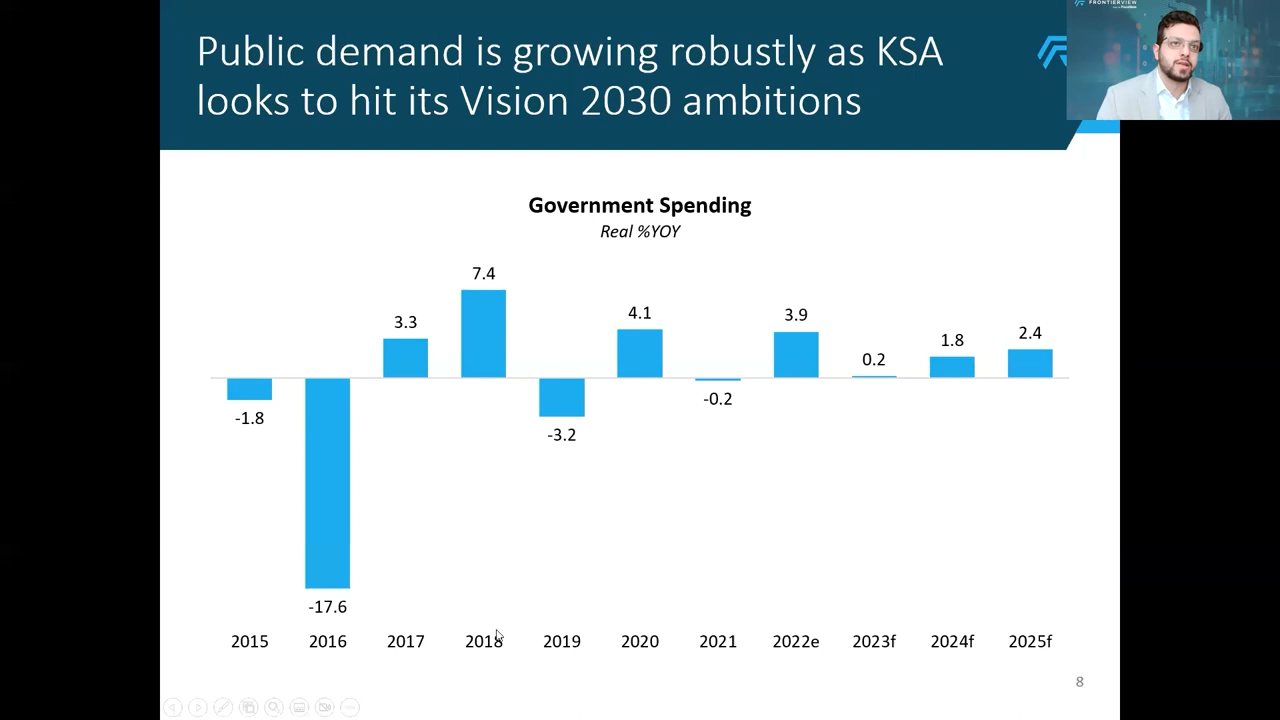 Public demand is growing robustly as KSA
looks to hit its Vision 2030 ambitions
FRONTIERVIEW
Government Spending
Real %YOY
7.4
4.1
3.9
3.3
2.4
1.8
0.2
-1.8
-0.2
-3.2
-17.6
2015 2016 2017 2018 2019 2020 2021 2022e 2023f 2024f 2025f
8